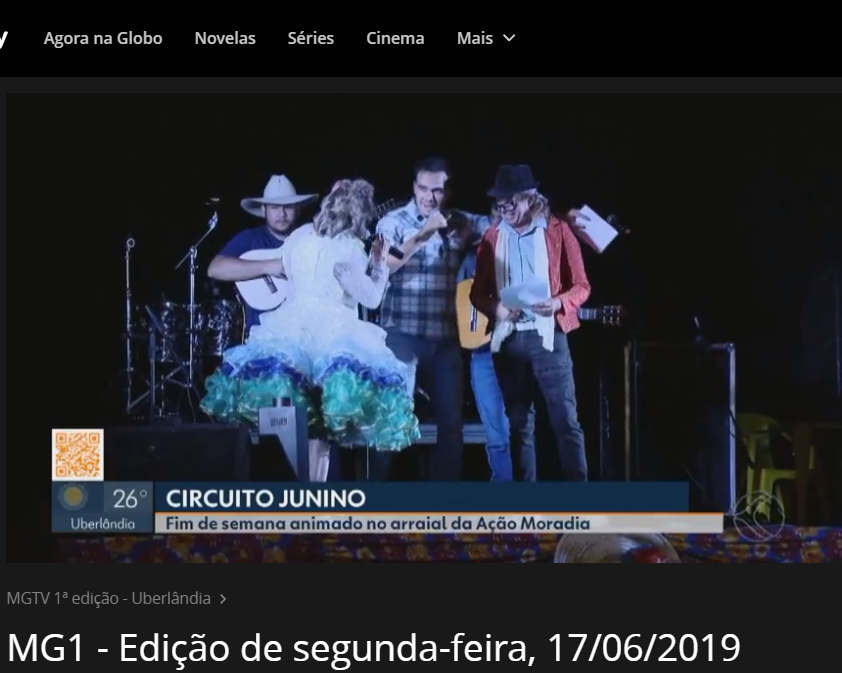 Agora na Globo Novelas Séries Cinema Mais
26°
Uberlândia
CIRCUITO JUNINO
Fim de semana animado no arraial da Ação Moradia
MGTV 1ª edição - Uberlândia
MG1 - Edição de segunda-feira, 17/06/2019